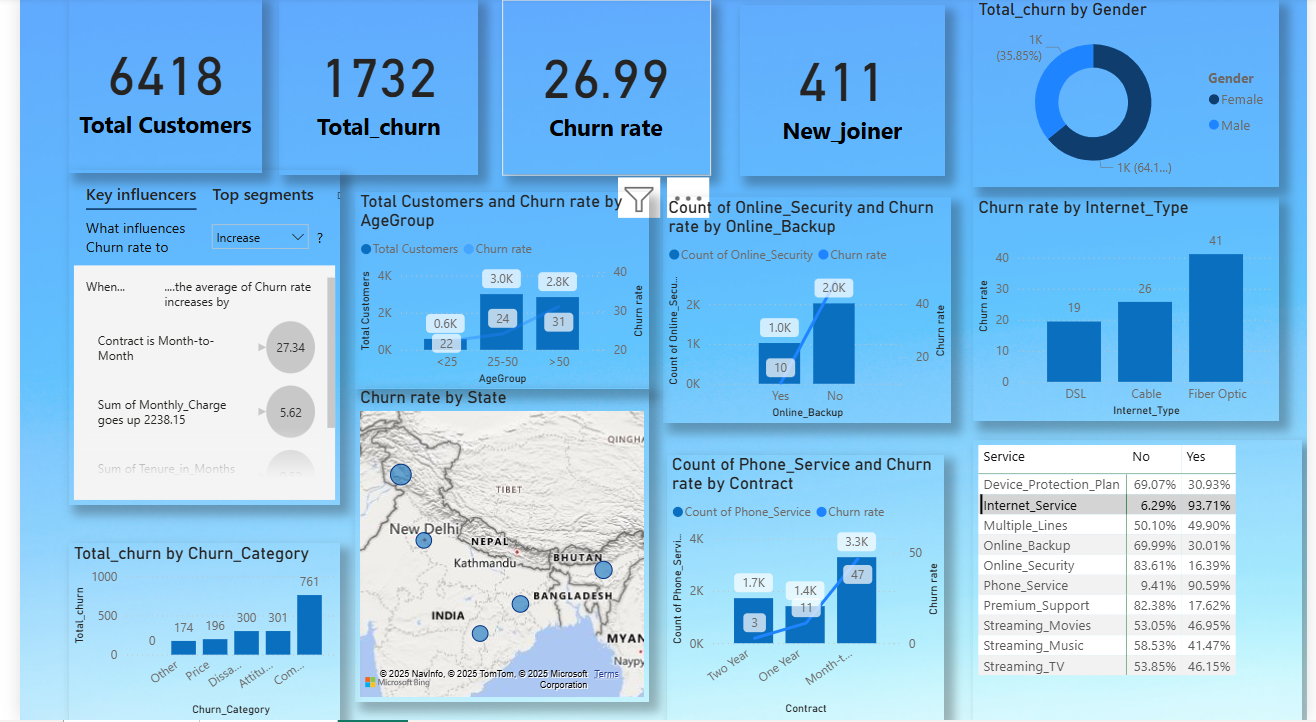 6418
Total Customers
1732
Total_churn
26.99
Churn rate
411
New_joiner
Total_churn by Gender
1K
(35.85%)
1K (64.1...)
Gender
Female
Male
Key influencers
Top segments
What influences
Churn rate to
Increase
?
When...
....the average of Churn rate
increases by
Contract is Month-to-
Month
27.34
Sum of Monthly_Charge
goes up 2238.15
5.62
Sum of Tenure_in_Months
Total Customers and Churn rate by
AgeGroup
Total Customers
Churn rate
Total Customers
4K
2K
0K
0.6K
3.0K
2.8K
22
24
31
40
30
20
Churn rate
<25
25-50
>50
AgeGroup
Count of Online_Security and Churn
rate by Online_Backup
Count of Online_Security
Churn rate
Count of Online_Secu...
2K
1K
0K
1.0K
2.0K
10
40
20
Churn rate
Yes
No
Online_Backup
Churn rate by Internet_Type
Churn rate
40
30
20
10
0
19
26
41
DSL
Cable
Fiber Optic
Internet_Type
Total_churn by Churn_Category
Total_churn
1000
500
0
0
174
196
300
301
761
Other
Price
Dissa...
Attitu...
Com...
Churn_Category
Churn rate by State
QINGHA
TIBET
New Delhi
NEPAL
Kathmandu
BHUTAN
BANGLADESH
INDIA
MYAN
Naypy
© 2025 NavInfo, © 2025 TomTom, © 2025 Microsoft
Corporation
Terms
Microsoft Bing
Count of Phone_Service and Churn
rate by Contract
Count of Phone_Service
Churn rate
Count of Phone_Servi...
4K
2K
0K
1.7K
1.4K
3.3K
3
11
47
50
0
Churn rate
Two Year
One Year
Month-t...
Contract
Service No Yes
Device_Protection_Plan 69.07% 30.93%
Internet_Service 6.29% 93.71%
Multiple_Lines 50.10% 49.90%
Online_Backup 69.99% 30.01%
Online_Security 83.61% 16.39%
Phone_Service 9.41% 90.59%
Premium_Support 82.38% 17.62%
Streaming_Movies 53.05% 46.95%
Streaming_Music 58.53% 41.47%
Streaming_TV 53.85% 46.15%